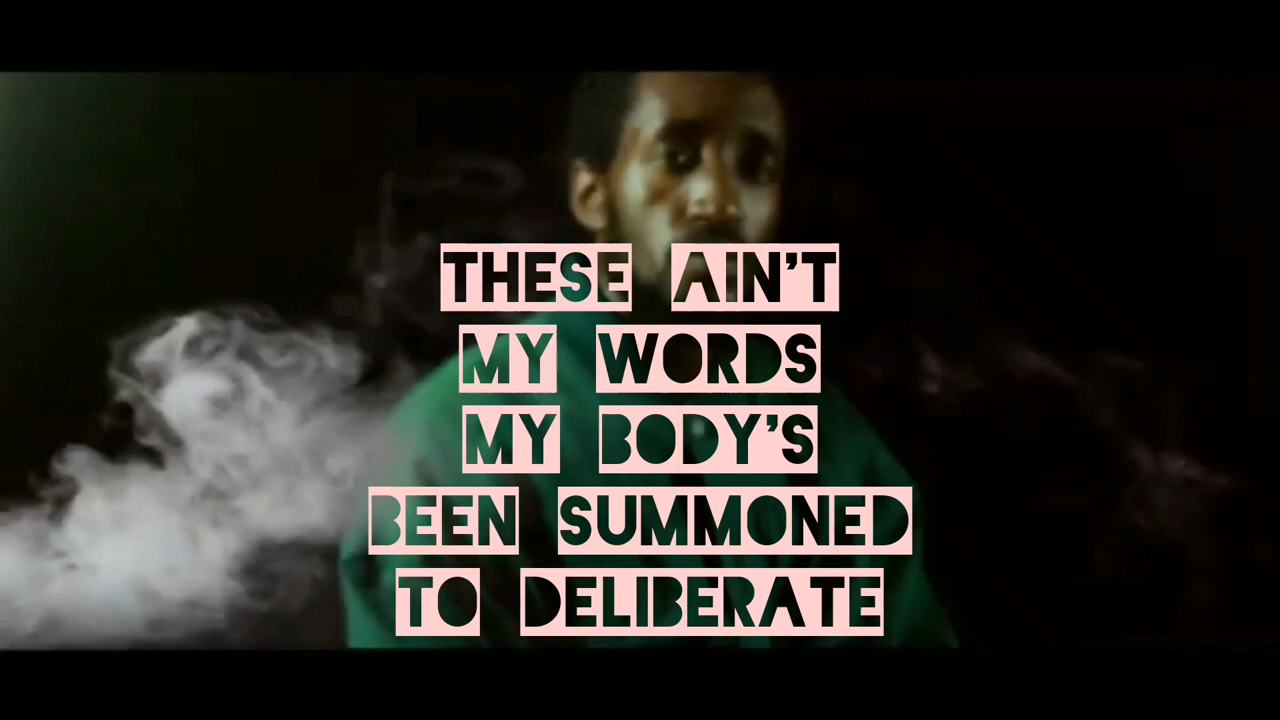 THESE AIN'T
MY WORDS
MY BODY'S
BEEN SUMMONED
TO DELIBERATE